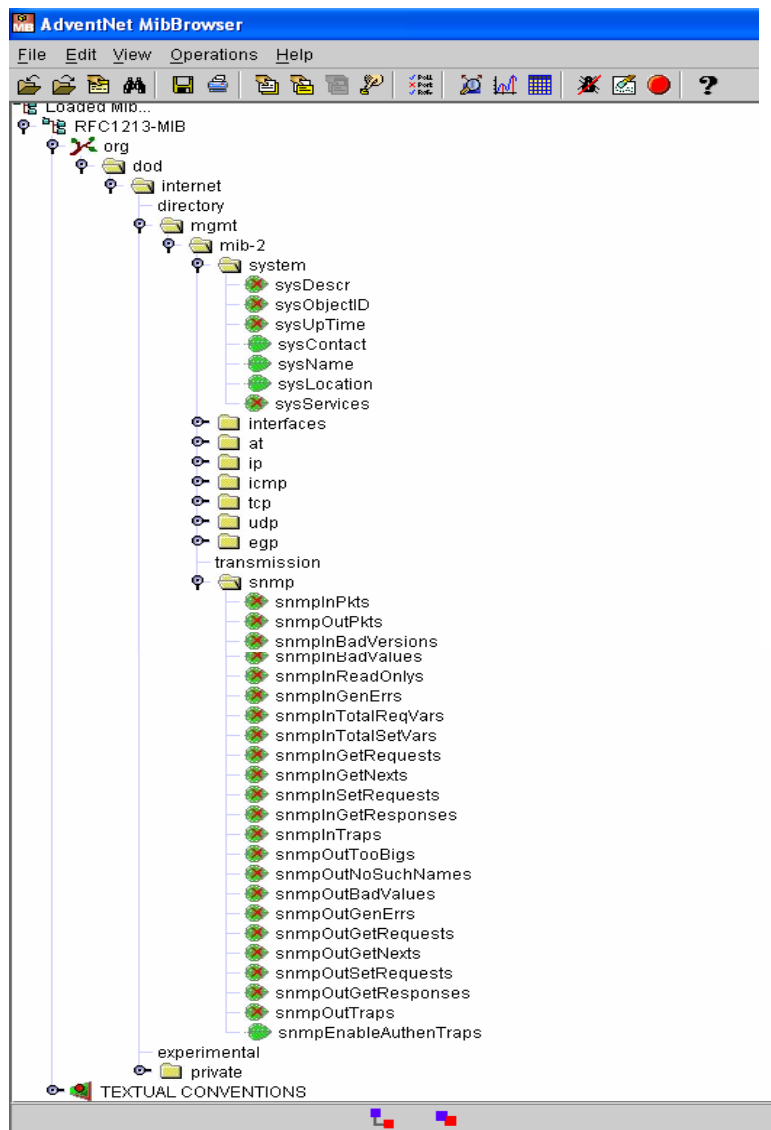 AdventNet MibBrowser
File Edit View Operations Help
Loaded Mib...
RFC1213-MIB
org
dod
internet
directory
mgmt
mib-2
system
sysDescr
sysObjectID
sysUpTime
sysContact
sysName
sysLocation
sysServices
interfaces
at
ip
icmp
tcp
udp
egp
transmission
snmp
snmpInPkts
snmpOutPkts
snmpInBadVersions
snmpInBadValues
snmpInReadOnlys
snmpInGenErrs
snmpInTotalReqVars
snmpInTotalSetVars
snmpInGetRequests
snmpInGetNexts
snmpInSetRequests
snmpInGetResponses
snmpInTraps
snmpOutTooBigs
snmpOutNoSuchNames
snmpOutBadValues
snmpOutGenErrs
snmpOutGetRequests
snmpOutGetNexts
snmpOutSetRequests
snmpOutGetResponses
snmpOutTraps
snmpEnableAuthenTraps
experimental
private
TEXTUAL CONVENTIONS